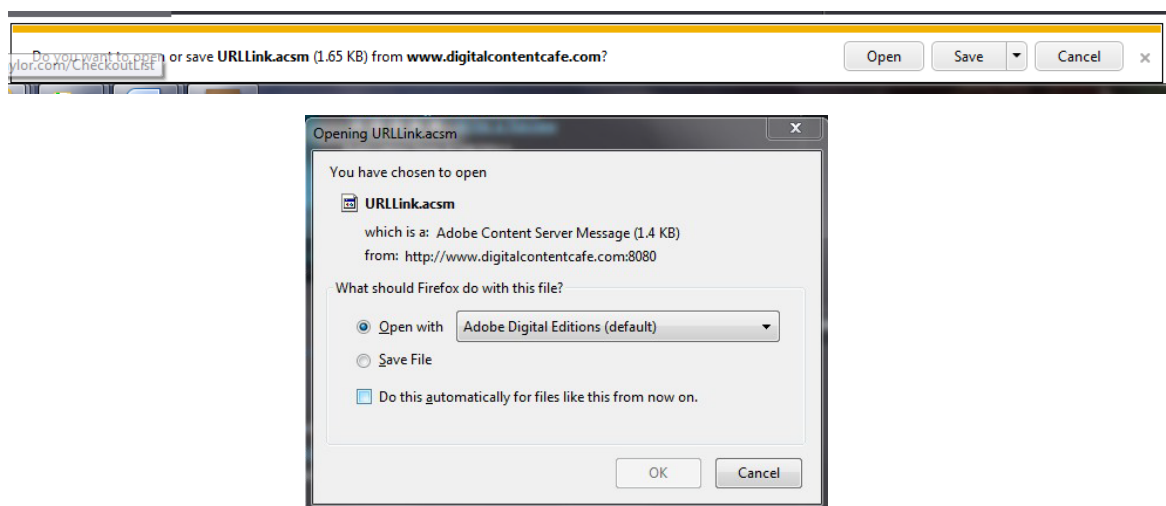 Do you want to open or save URLLink.acsm (1.65 KB) from www.digitalcontentcafe.com?
Open
Save
Cancel
x
ylor.com/CheckoutList
Opening URLLink.acsm
x
You have chosen to open
URLLink.acsm
which is a: Adobe Content Server Message (1.4 KB)
from: http://www.digitalcontentcafe.com:8080
What should Firefox do with this file?
Open with
Adobe Digital Editions (default)
Save File
Do this automatically for files like this from now on.
OK
Cancel